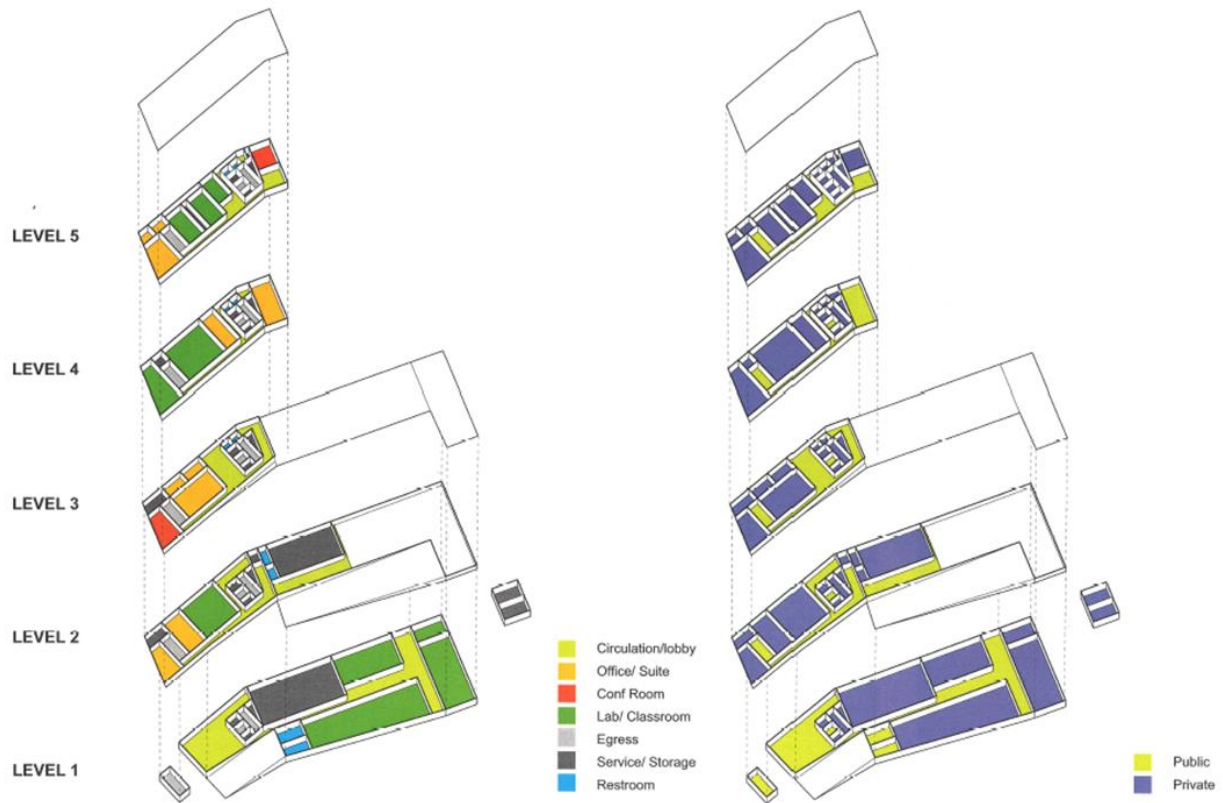 LEVEL 5
LEVEL 4
LEVEL 3
LEVEL 2
LEVEL 1
Circulation/lobby
Office/ Suite
Conf Room
Lab/ Classroom
Egress
Service/ Storage
Restroom
Public
Private